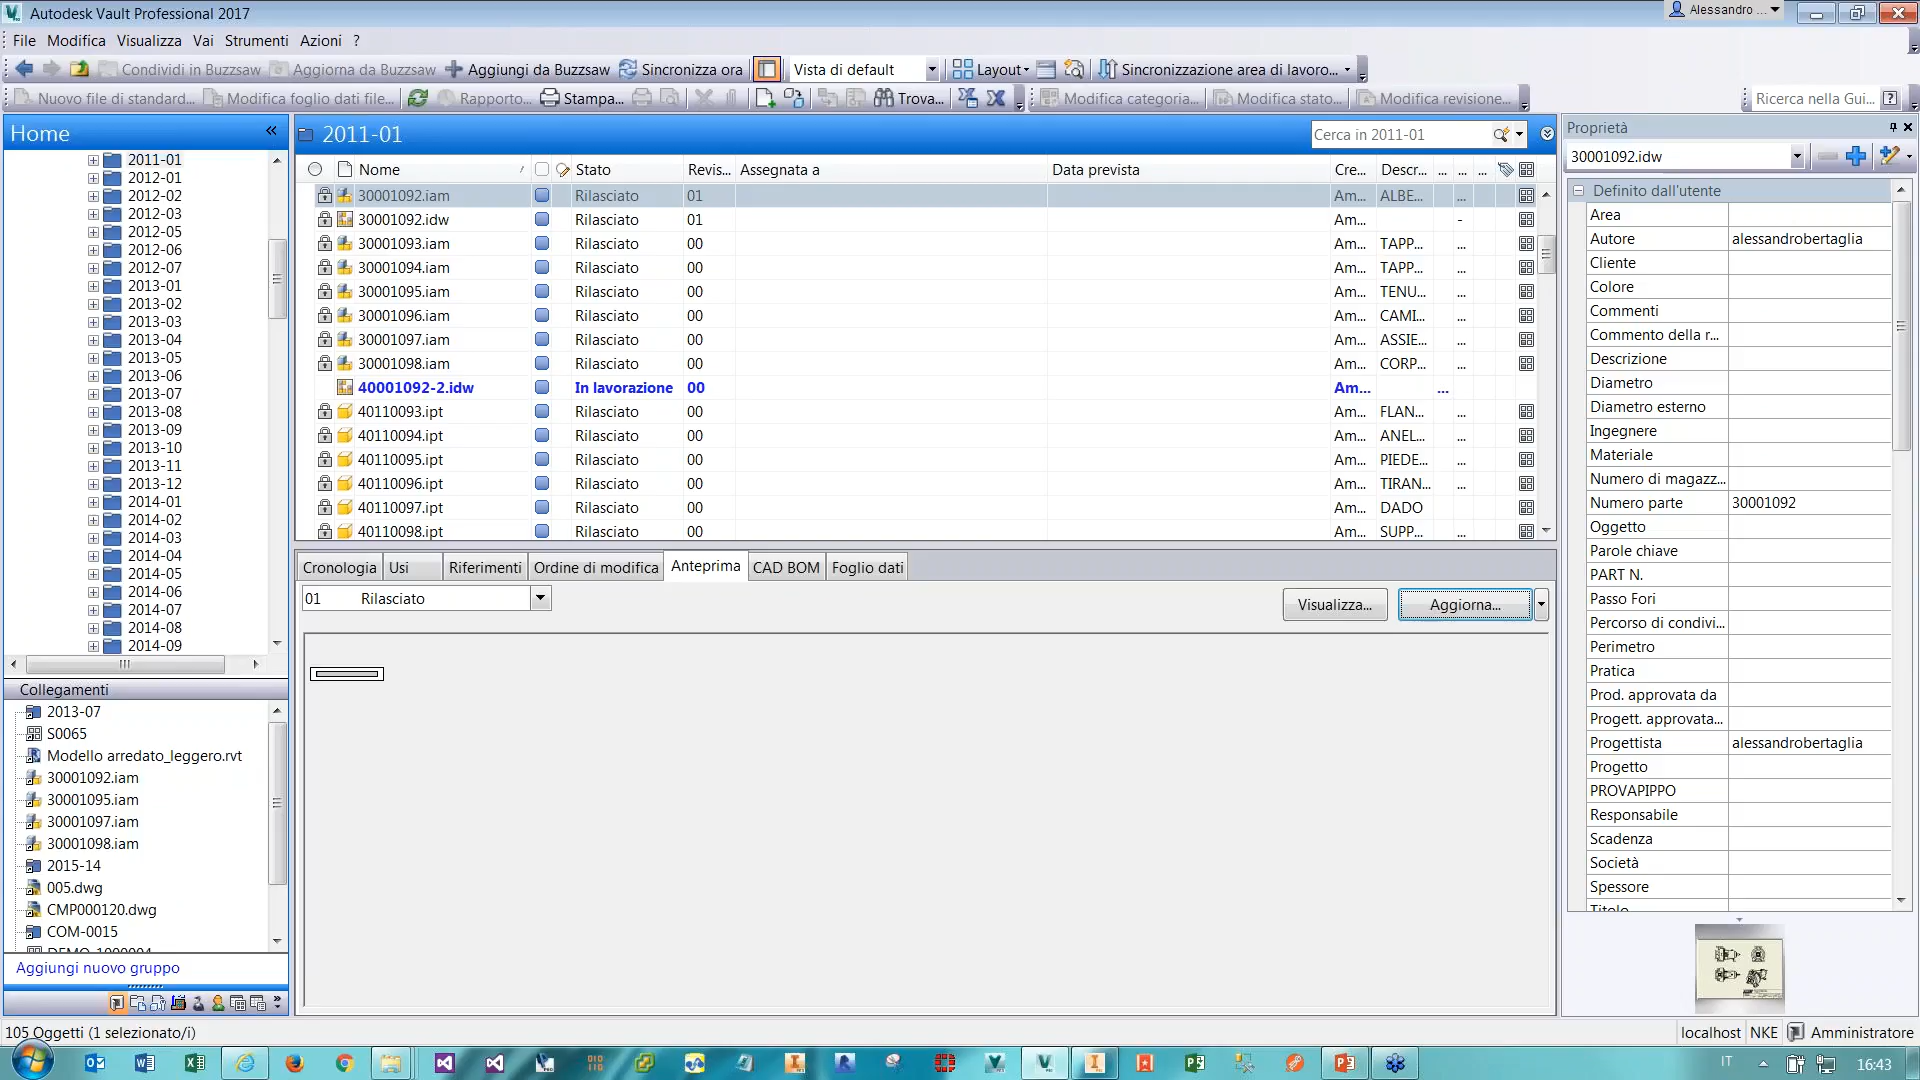 Autodesk Vault Professional 2017
Alessandro ...
File Modifica Visualizza Vai Strumenti Azioni ?
Condividi in Buzzsaw Aggiorna da Buzzsaw Aggiungi da Buzzsaw Sincronizza ora Vista di default Layout Sincronizzazione area di lavoro...
Nuovo file di standard... Modifica foglio dati file... Rapporto... Stampa... Trova... Modifica categoria... Modifica stato... Modifica revisione... Ricerca nella Gui...
Home
2011-01
2012-01
2012-02
2012-03
2012-05
2012-06
2012-07
2013-01
2013-02
2013-03
2013-04
2013-05
2013-06
2013-07
2013-08
2013-09
2013-10
2013-11
2013-12
2014-01
2014-02
2014-03
2014-04
2014-05
2014-06
2014-07
2014-08
2014-09
Collegamenti
2013-07
S0065
Modello arredato_leggero.rvt
30001092.iam
30001095.iam
30001097.iam
30001098.iam
2015-14
005.dwg
CMP000120.dwg
COM-0015
DEMO-1000004
Aggiungi nuovo gruppo
2011-01
Cerca in 2011-01
Nome Stato Revis... Assegnata a Data prevista Cre... Descr... ... ... ...
30001092.iam Rilasciato 01 Am... ALBE... ...
30001092.idw Rilasciato 01 Am... -
30001093.iam Rilasciato 00 Am... TAPP... ...
30001094.iam Rilasciato 00 Am... TAPP... ...
30001095.iam Rilasciato 00 Am... TENU... ...
30001096.iam Rilasciato 00 Am... CAMI... ...
30001097.iam Rilasciato 00 Am... ASSIE... ...
30001098.iam Rilasciato 00 Am... CORP... ...
40001092-2.idw In lavorazione 00 Am... ...
40110093.ipt Rilasciato 00 Am... FLAN... ...
40110094.ipt Rilasciato 00 Am... ANEL... ...
40110095.ipt Rilasciato 00 Am... PIEDE... ...
40110096.ipt Rilasciato 00 Am... TIRAN... ...
40110097.ipt Rilasciato 00 Am... DADO
40110098.ipt Rilasciato 00 Am... SUPP...
Cronologia Usi Riferimenti Ordine di modifica Anteprima CAD BOM Foglio dati
01 Rilasciato
Visualizza... Aggiorna...
Proprietà
30001092.idw
Definito dall'utente
Area
Autore alessandrobertaglia
Cliente
Colore
Commenti
Commento della r...
Descrizione
Diametro
Diametro esterno
Ingegnere
Materiale
Numero di magazz...
Numero parte 30001092
Oggetto
Parole chiave
PART N.
Passo Fori
Percorso di condivi...
Perimetro
Pratica
Prod. approvata da
Progett. approvata...
Progettista alessandrobertaglia
Progetto
PROVAPIPPO
Responsabile
Scadenza
Società
Spessore
Titolo
105 Oggetti (1 selezionato/i)
localhost NKE Amministratore
IT 16:43